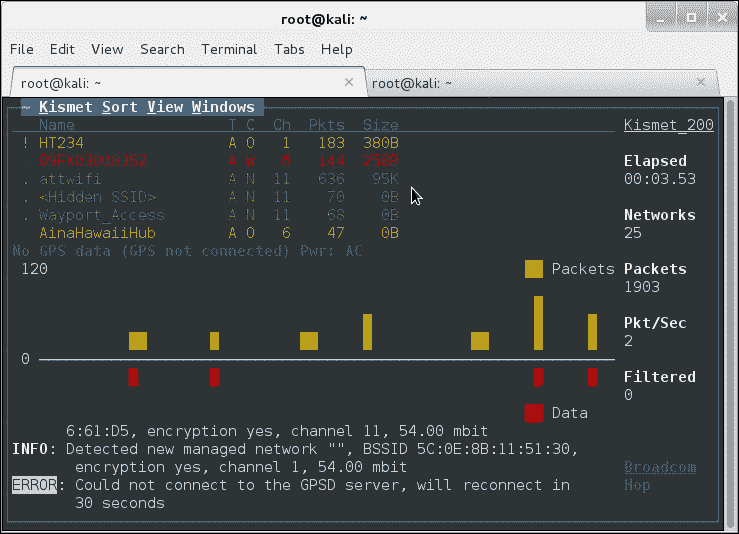 root@kali: ~
File Edit View Search Terminal Tabs Help
root@kali: ~ root@kali: ~
~ Kismet Sort View Windows
Name T C Ch Pkts Size
Kismet_200
! HT234 A O 1 183 380B
. A W 6 144 250B
Elapsed
. attwifi A N 11 636 95K
00:03.53
. <Hidden SSID> A N 11 70 0B
. Wayport_Access A N 11 68 0B
Networks
AinaHawaiiHub A O 6 47 0B
25
No GPS data (GPS not connected) Pwr: AC
120
Packets
Packets
1903
Pkt/Sec
2
0
Filtered
0
Data
6:61:D5, encryption yes, channel 11, 54.00 mbit
INFO: Detected new managed network "", BSSID 5C:0E:8B:11:51:30,
encryption yes, channel 1, 54.00 mbit
Broadcom
ERROR: Could not connect to the GPSD server, will reconnect in
Hop
30 seconds